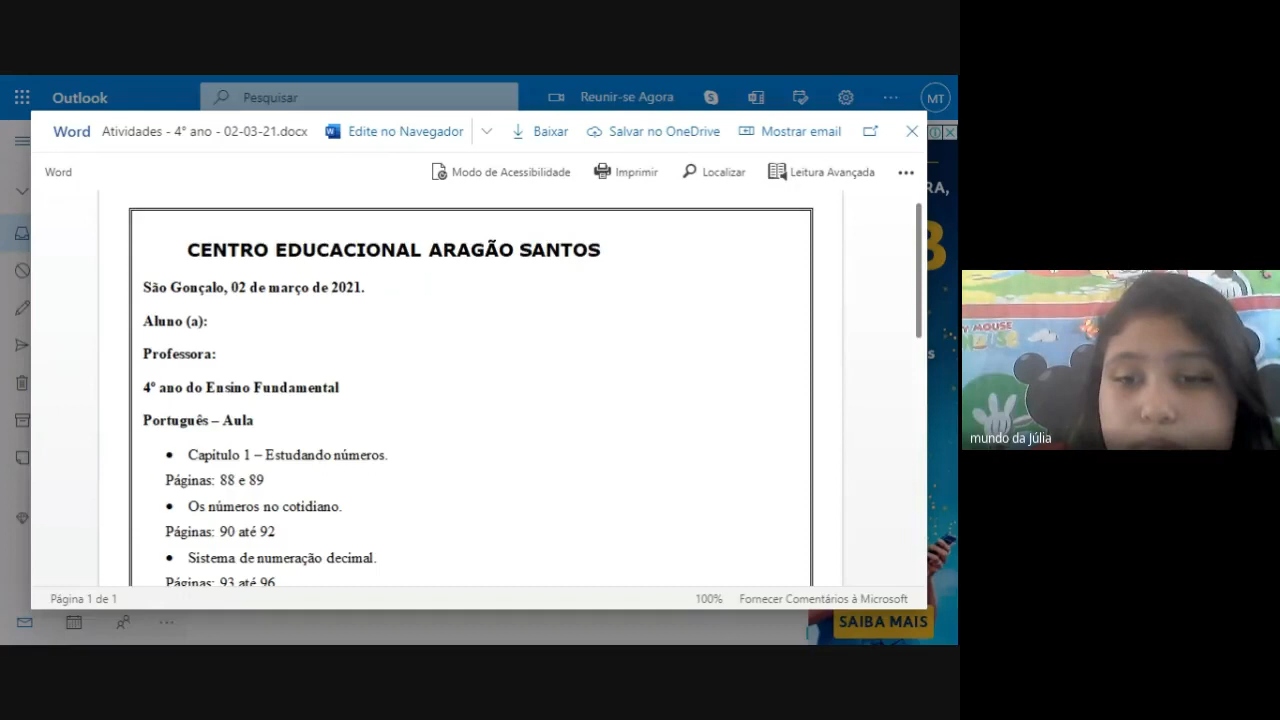 Outlook
Pesquisar
Reunir-se Agora
MT
Word
Atividades - 4° ano - 02-03-21.docx
Edite no Navegador
Baixar
Salvar no OneDrive
Mostrar email
Word
Modo de Acessibilidade
Imprimir
Localizar
Leitura Avançada
RA,
CENTRO EDUCACIONAL ARAGÃO SANTOS
São Gonçalo, 02 de março de 2021.
Aluno (a):
Professora:
4º ano do Ensino Fundamental
Português – Aula
• Capítulo 1 – Estudando números.
Páginas: 88 e 89
• Os números no cotidiano.
Páginas: 90 até 92
• Sistema de numeração decimal.
Páginas: 93 até 96
Página 1 de 1
100%
Fornecer Comentários à Microsoft
SAIBA MAIS
mundo da Júlia